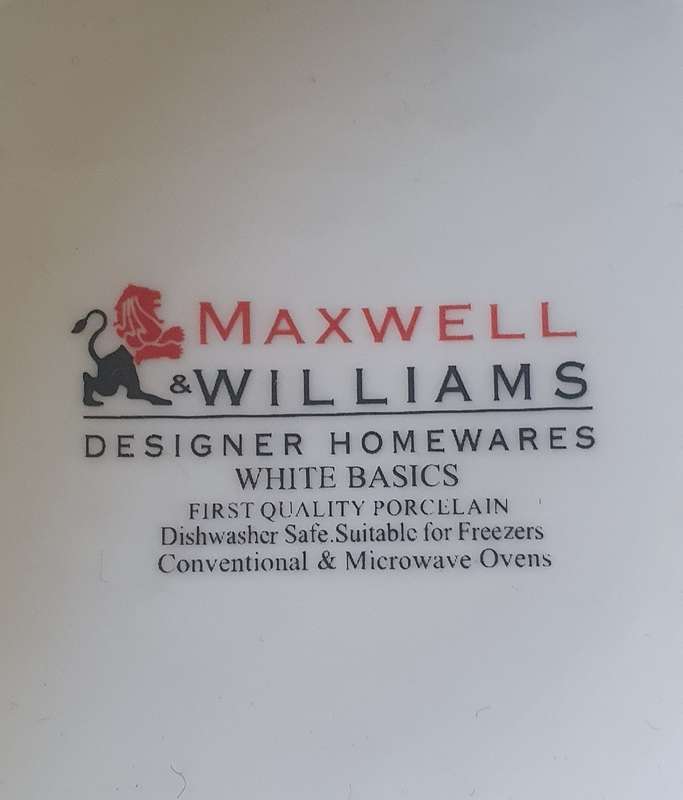 MAXWELL
& WILLIAMS
DESIGNER HOMEWARES
WHITE BASICS
FIRST QUALITY PORCELAIN
Dishwasher Safe.Suitable for Freezers
Conventional & Microwave Ovens